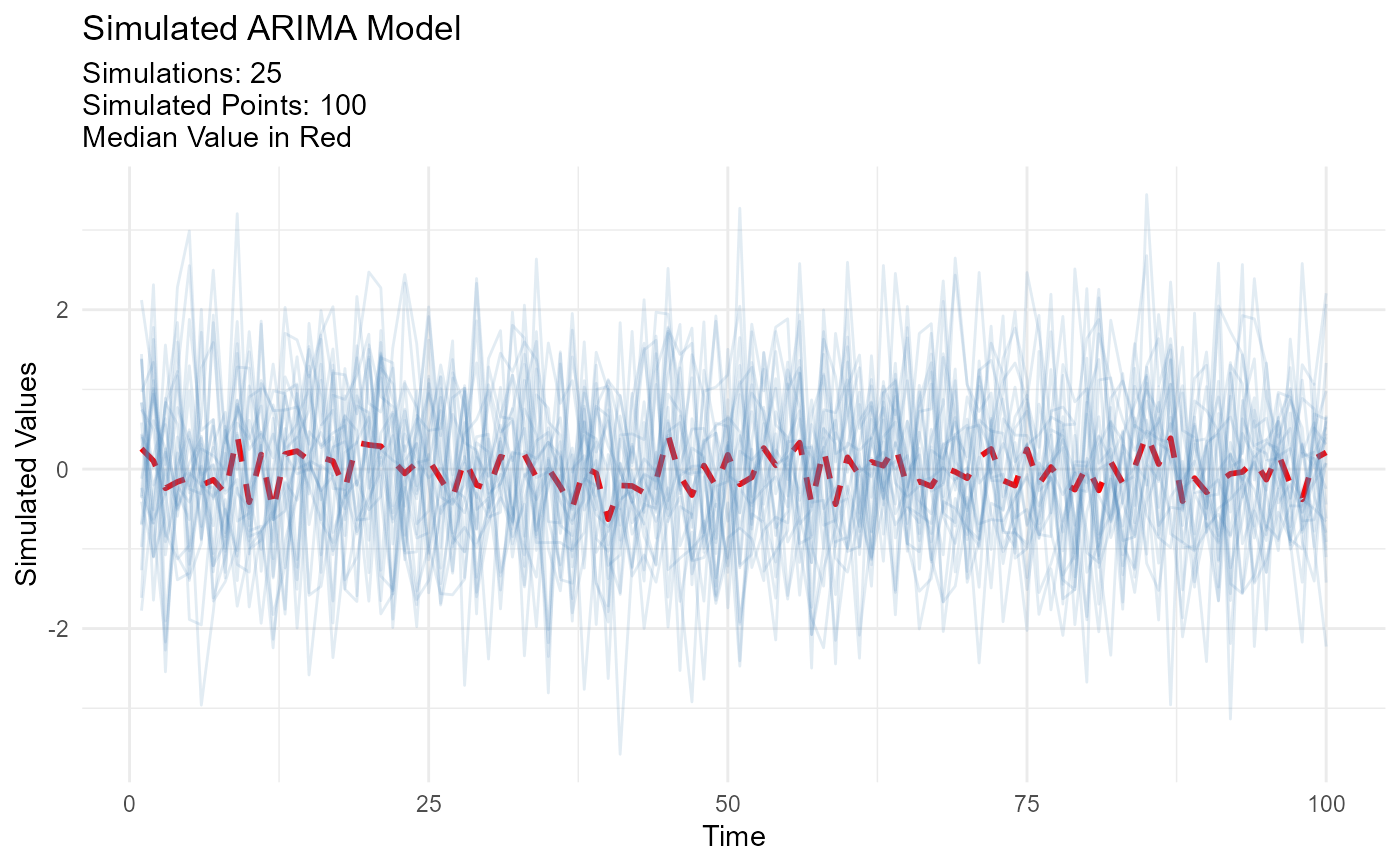 Simulated ARIMA Model
Simulations: 25
Simulated Points: 100
Median Value in Red
Simulated Values
2
0
-2
0 25 50 75 100
Time